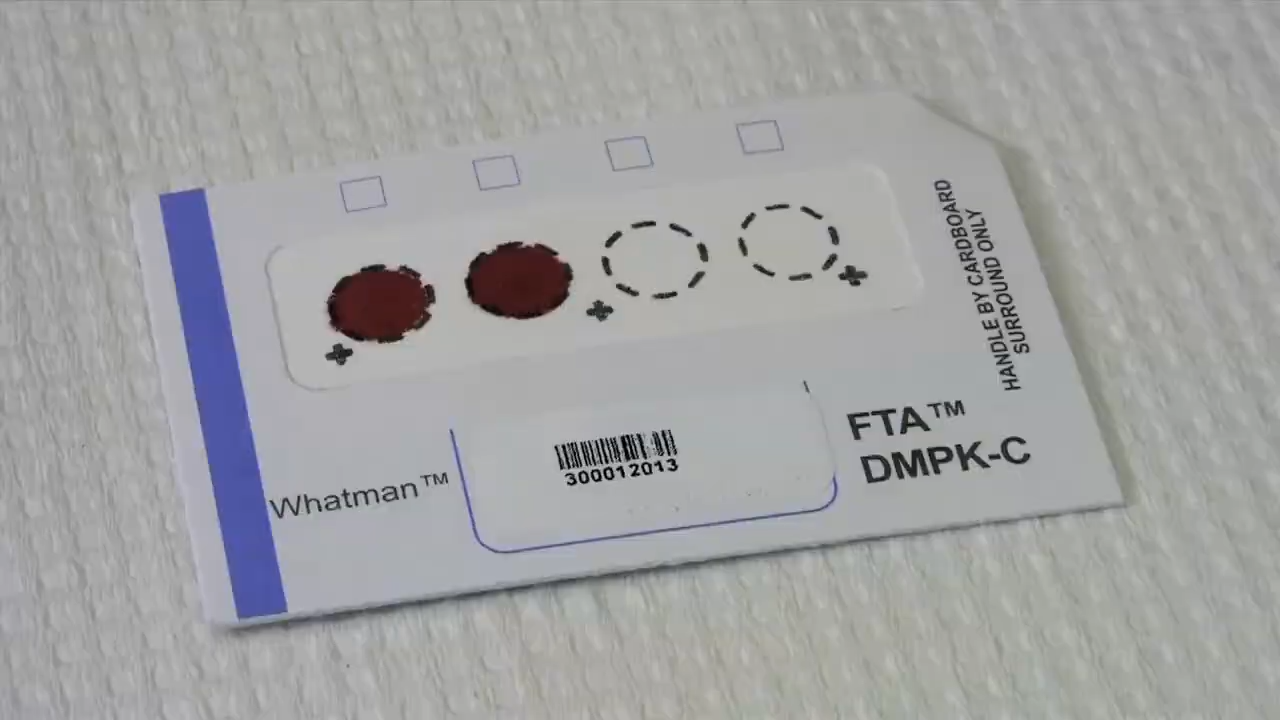 HANDLE BY CARDBOARD
SURROUND ONLY
Whatman™
300012013
FTA™
DMPK-C